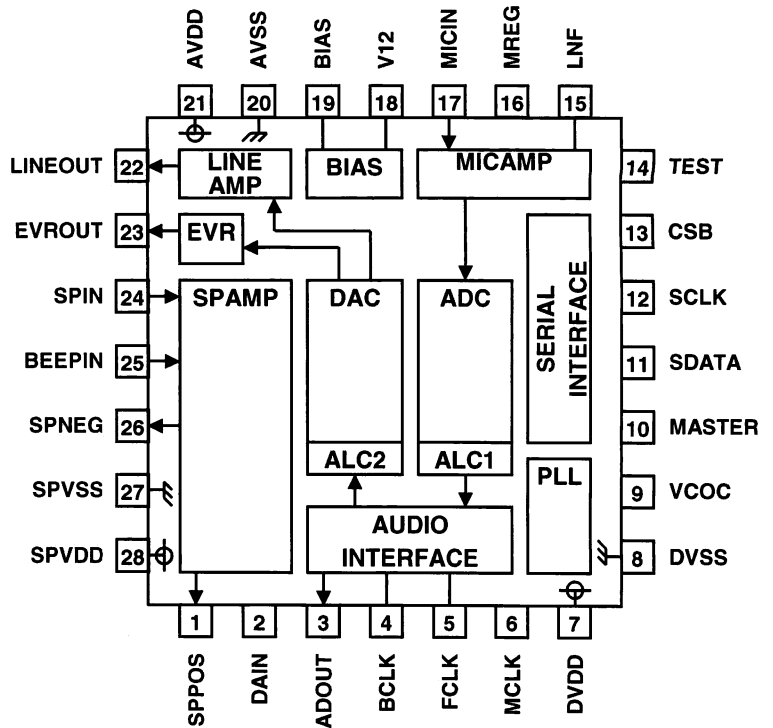 AVDD
AVSS
BIAS
V12
MICIN
MREG
LNF
21
20
19
18
17
16
15
LINEOUT
22
LINE
AMP
BIAS
MICAMP
14
TEST
EVROUT
23
EVR
13
CSB
SPIN
24
SPAMP
DAC
ADC
SERIAL
INTERFACE
12
SCLK
BEEPIN
25
11
SDATA
SPNEG
26
10
MASTER
ALC2
ALC1
PLL
SPVSS
27
9
VCOC
AUDIO
INTERFACE
SPVDD
28
8
DVSS
1
2
3
4
5
6
7
SPPOS
DAIN
ADOUT
BCLK
FCLK
MCLK
DVDD